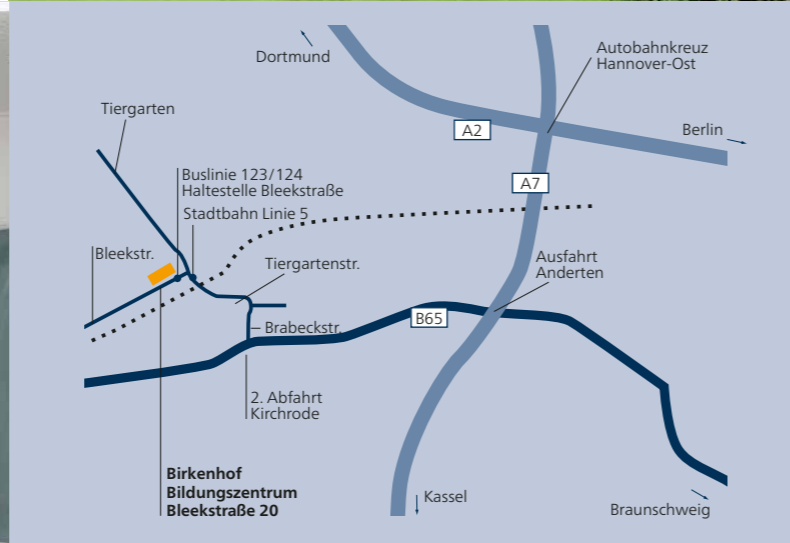 Dortmund
Autobahnkreuz
Hannover-Ost
Tiergarten
A2
Berlin
Buslinie 123/124
Haltestelle Bleekstraße
A7
Stadtbahn Linie 5
Bleekstr.
Tiergartenstr.
Ausfahrt
Anderten
B65
Brabeckstr.
2. Abfahrt
Kirchrode
Birkenhof
Bildungszentrum
Bleekstraße 20
Kassel
Braunschweig